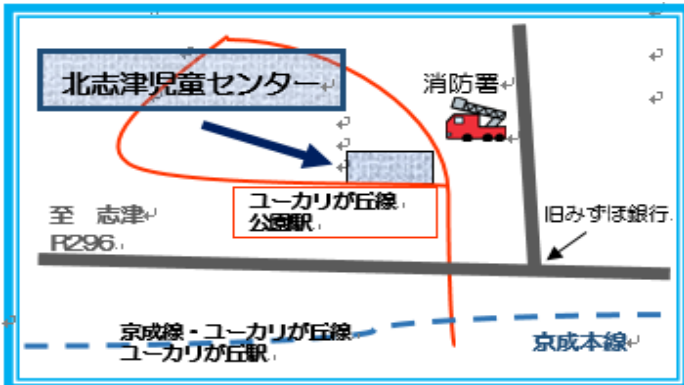 北志津児童センター
消防署
ユーカリが丘線
公園駅
至 志津
R296
旧みずほ銀行
京成線・ユーカリが丘線
ユーカリが丘駅
京成本線